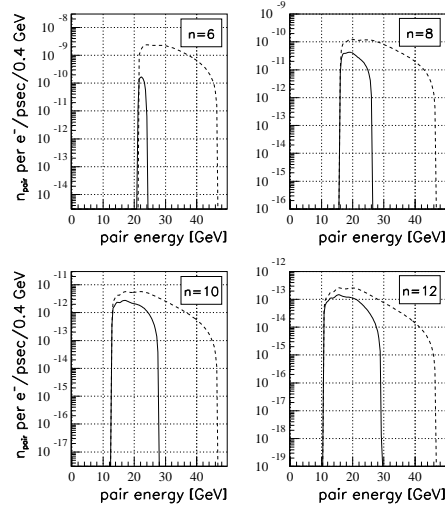 n=6
n=8
n_pair per e⁻/psec/0.4 GeV
10⁻⁸
10⁻⁹
10⁻¹⁰
10⁻¹¹
10⁻¹²
10⁻¹³
10⁻¹⁴
0 10 20 30 40
pair energy [GeV]
10⁻⁹
10⁻¹⁰
10⁻¹¹
10⁻¹²
10⁻¹³
10⁻¹⁴
10⁻¹⁵
10⁻¹⁶
0 10 20 30 40
pair energy [GeV]
n=10
n=12
n_pair per e⁻/psec/0.4 GeV
10⁻¹¹
10⁻¹²
10⁻¹³
10⁻¹⁴
10⁻¹⁵
10⁻¹⁶
10⁻¹⁷
0 10 20 30 40
pair energy [GeV]
10⁻¹²
10⁻¹³
10⁻¹⁴
10⁻¹⁵
10⁻¹⁶
10⁻¹⁷
10⁻¹⁸
10⁻¹⁹
0 10 20 30 40
pair energy [GeV]